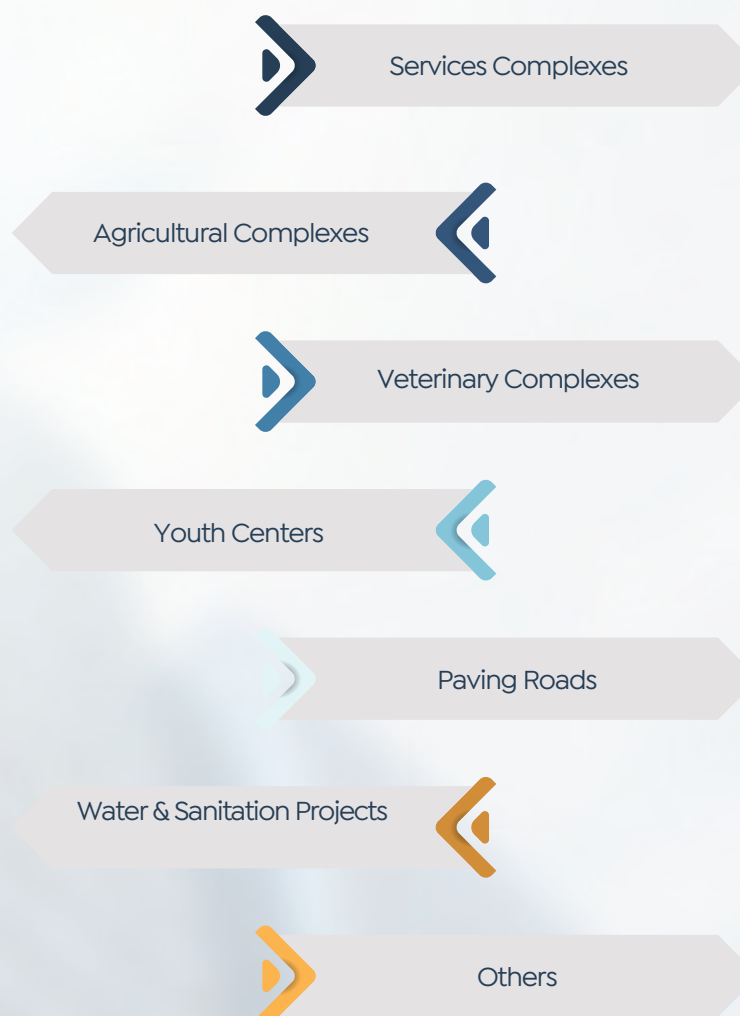 Services Complexes
Agricultural Complexes
Veterinary Complexes
Youth Centers
Paving Roads
Water & Sanitation Projects
Others